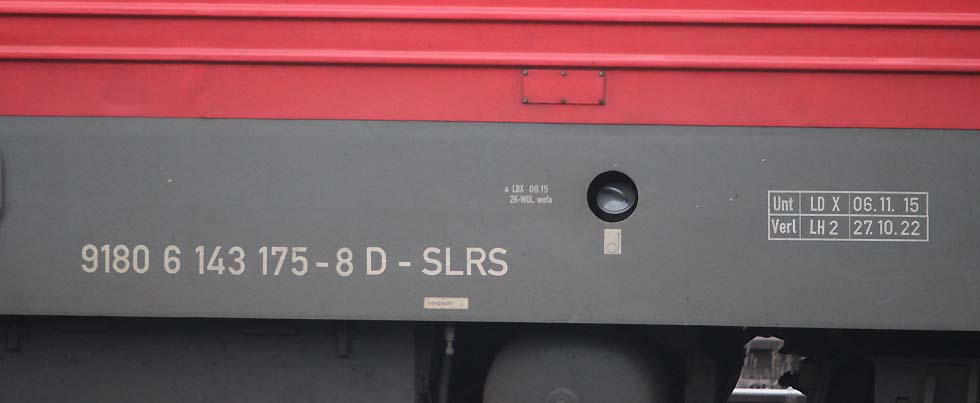 a LDX 08.15
2K-WDL wefa
Unt LD X 06.11. 15
Verl LH 2 27.10.22
9180 6 143 175-8 D - SLRS